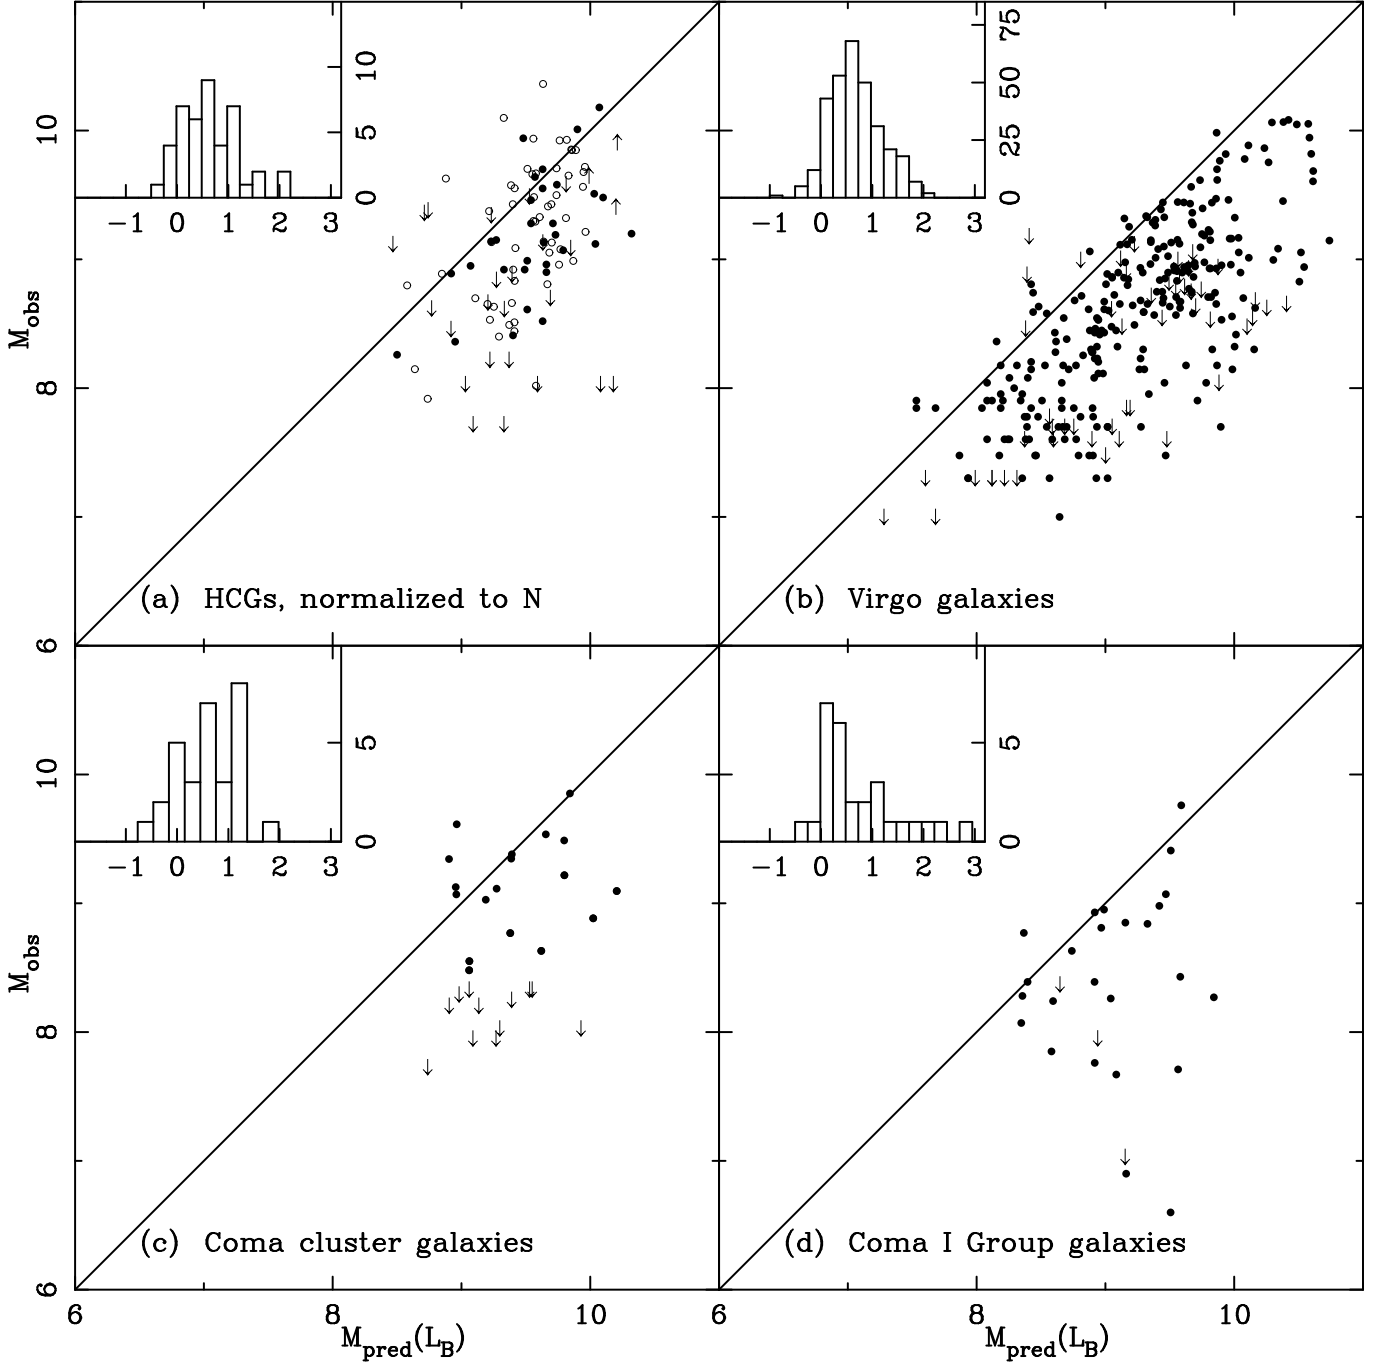 10
5
0
-1 0 1 2 3
75
50
25
0
-1 0 1 2 3
10
M_obs
8
6
(a) HCGs, normalized to N
(b) Virgo galaxies
5
0
-1 0 1 2 3
5
0
-1 0 1 2 3
10
M_obs
8
6
(c) Coma cluster galaxies
(d) Coma I Group galaxies
6 8 10 6 8 10
M_pred(L_B)
M_pred(L_B)